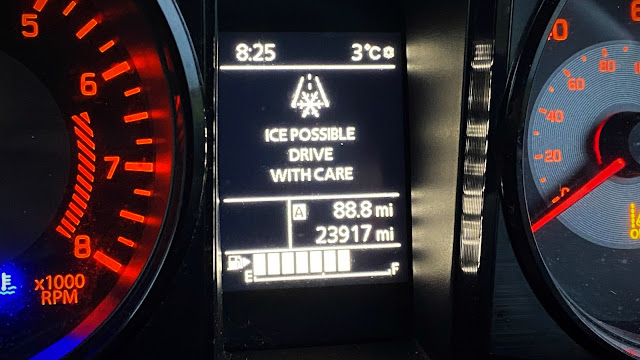 5
6
7
8
x1000
RPM
8:25 3°C
ICE POSSIBLE
DRIVE
WITH CARE
A 88.8 mi
23917 mi
E F
20
40
60
80